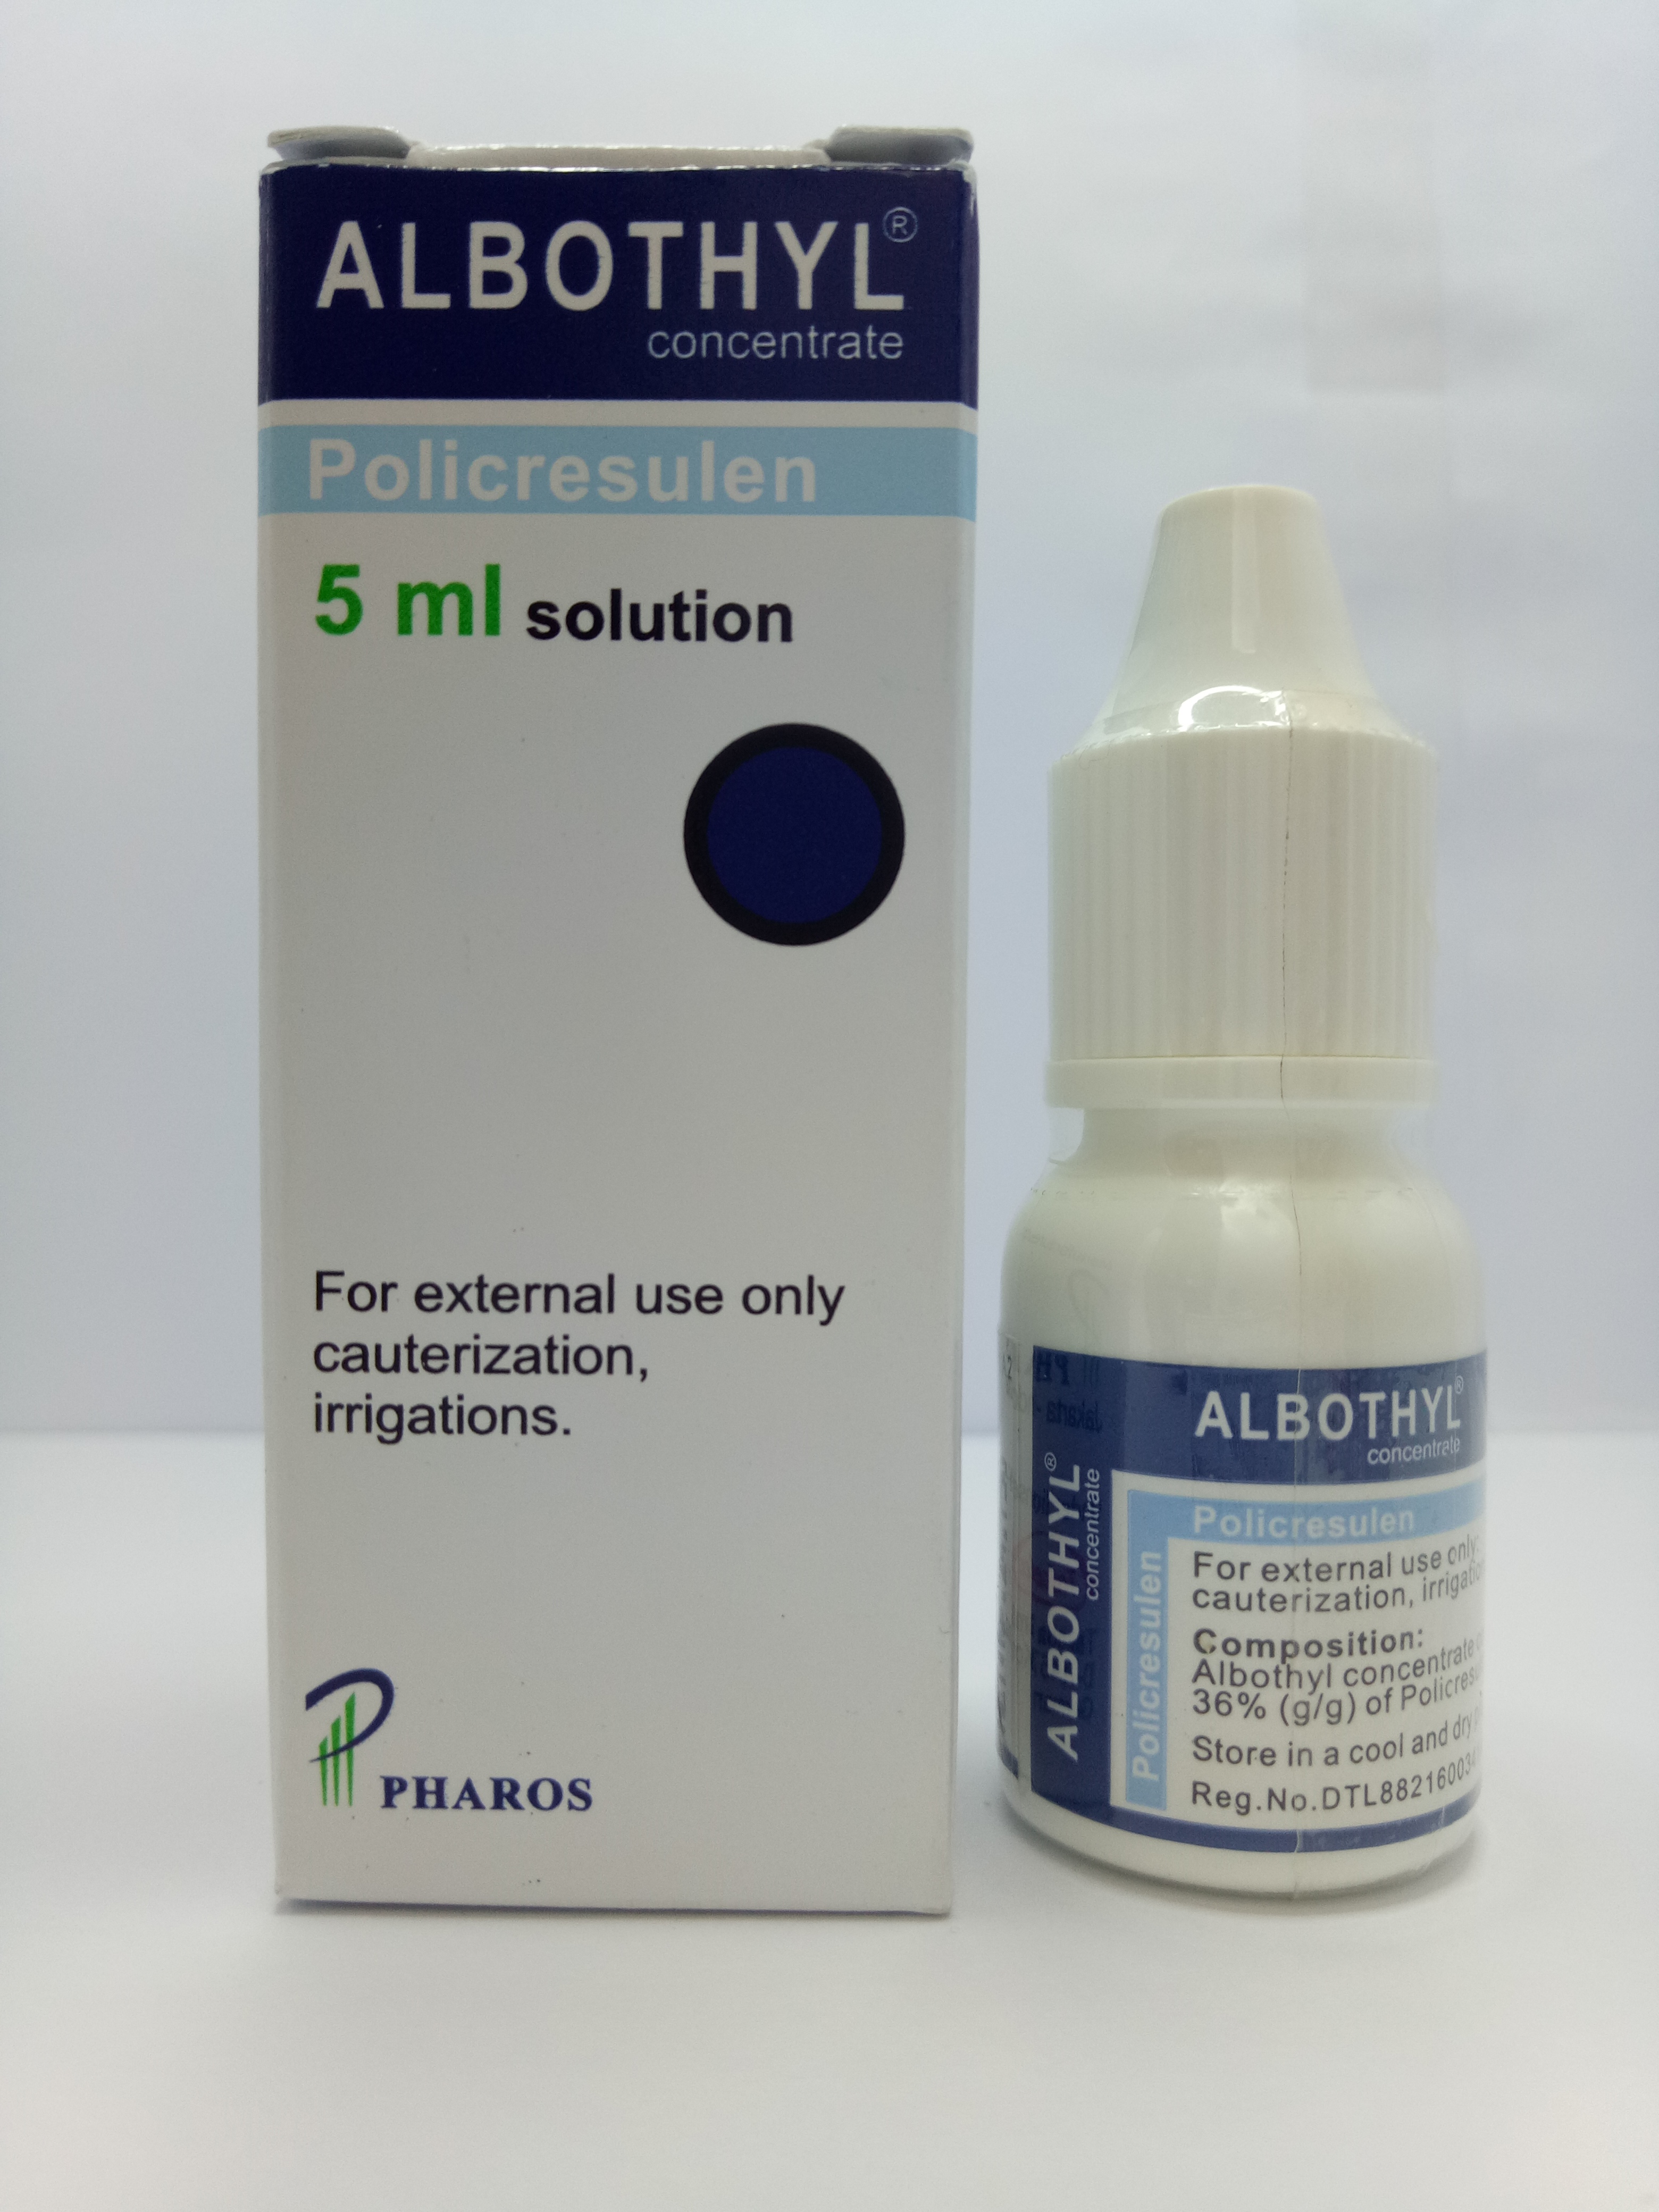 ALBOTHYL®
concentrate
Policresulen
5 ml solution
For external use only
cauterization,
irrigations.
PHAROS
ALBOTHYL®
concentrate
Policresulen
ALBOTHYL®
concentrate
Policresulen
For external use only:
cauterization,
Composition:
Albothyl concentrate
36% (g/g) of
Store in a cool and dry
Reg.No.